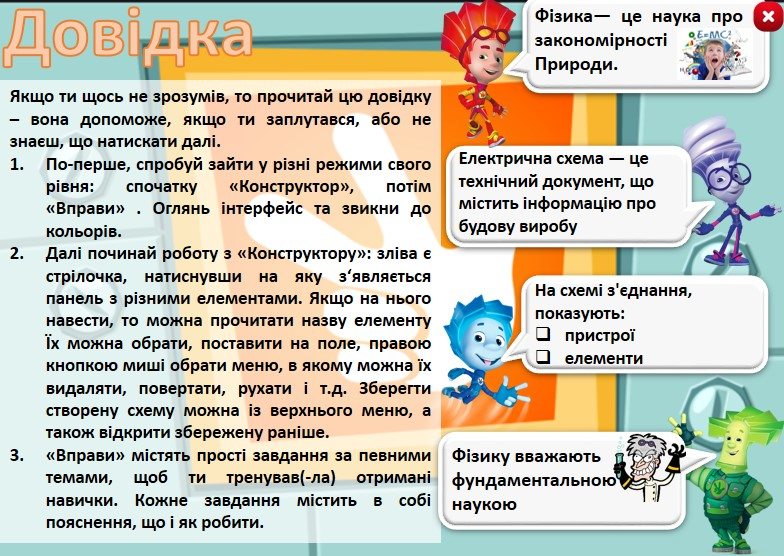 Довідка
Якщо ти щось не зрозумів, то прочитай цю довідку
– вона допоможе, якщо ти заплутався, або не
знаєш, що натискати далі.
1. По-перше, спробуй зайти у різні режими свого
рівня: спочатку «Конструктор», потім
«Вправи» . Оглянь інтерфейс та звикни до
кольорів.
2. Далі починай роботу з «Конструктору»: зліва є
стрілочка, натиснувши на яку з‘являється
панель з різними елементами. Якщо на нього
навести, то можна прочитати назву елементу
Їх можна обрати, поставити на поле, правою
кнопкою миші обрати меню, в якому можна їх
видаляти, повертати, рухати і т.д. Зберегти
створену схему можна із верхнього меню, а
також відкрити збережену раніше.
3. «Вправи» містять прості завдання за певними
темами, щоб ти тренував(-ла) отримані
навички. Кожне завдання містить в собі
пояснення, що і як робити.
Фізика— це наука про
закономірності
Природи.
E=MC²
Електрична схема — це
технічний документ, що
містить інформацію про
будову виробу
На схемі з'єднання,
показують:
❑ пристрої
❑ елементи
Фізику вважають
фундаментальною
наукою